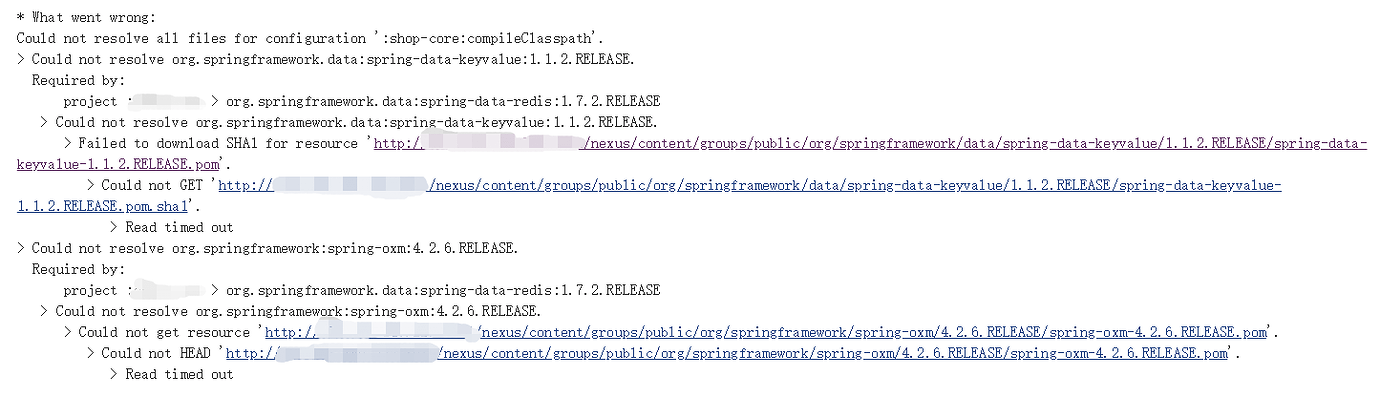 * What went wrong:
Could not resolve all files for configuration ':shop-core:compileClasspath'.
> Could not resolve org.springframework.data:spring-data-keyvalue:1.1.2.RELEASE.
Required by:
project : > org.springframework.data:spring-data-redis:1.7.2.RELEASE
> Could not resolve org.springframework.data:spring-data-keyvalue:1.1.2.RELEASE.
> Failed to download SHA1 for resource 'http:/ /nexus/content/groups/public/org/springframework/data/spring-data-keyvalue/1.1.2.RELEASE/spring-data-
keyvalue-1.1.2.RELEASE.pom'.
> Could not GET 'http:// /nexus/content/groups/public/org/springframework/data/spring-data-keyvalue/1.1.2.RELEASE/spring-data-keyvalue-
1.1.2.RELEASE.pom.sha1'.
> Read timed out
> Could not resolve org.springframework:spring-oxm:4.2.6.RELEASE.
Required by:
project : > org.springframework.data:spring-data-redis:1.7.2.RELEASE
> Could not resolve org.springframework:spring-oxm:4.2.6.RELEASE.
> Could not get resource 'http:/ /nexus/content/groups/public/org/springframework/spring-oxm/4.2.6.RELEASE/spring-oxm-4.2.6.RELEASE.pom'.
> Could not HEAD 'http:/ /nexus/content/groups/public/org/springframework/spring-oxm/4.2.6.RELEASE/spring-oxm-4.2.6.RELEASE.pom'.
> Read timed out